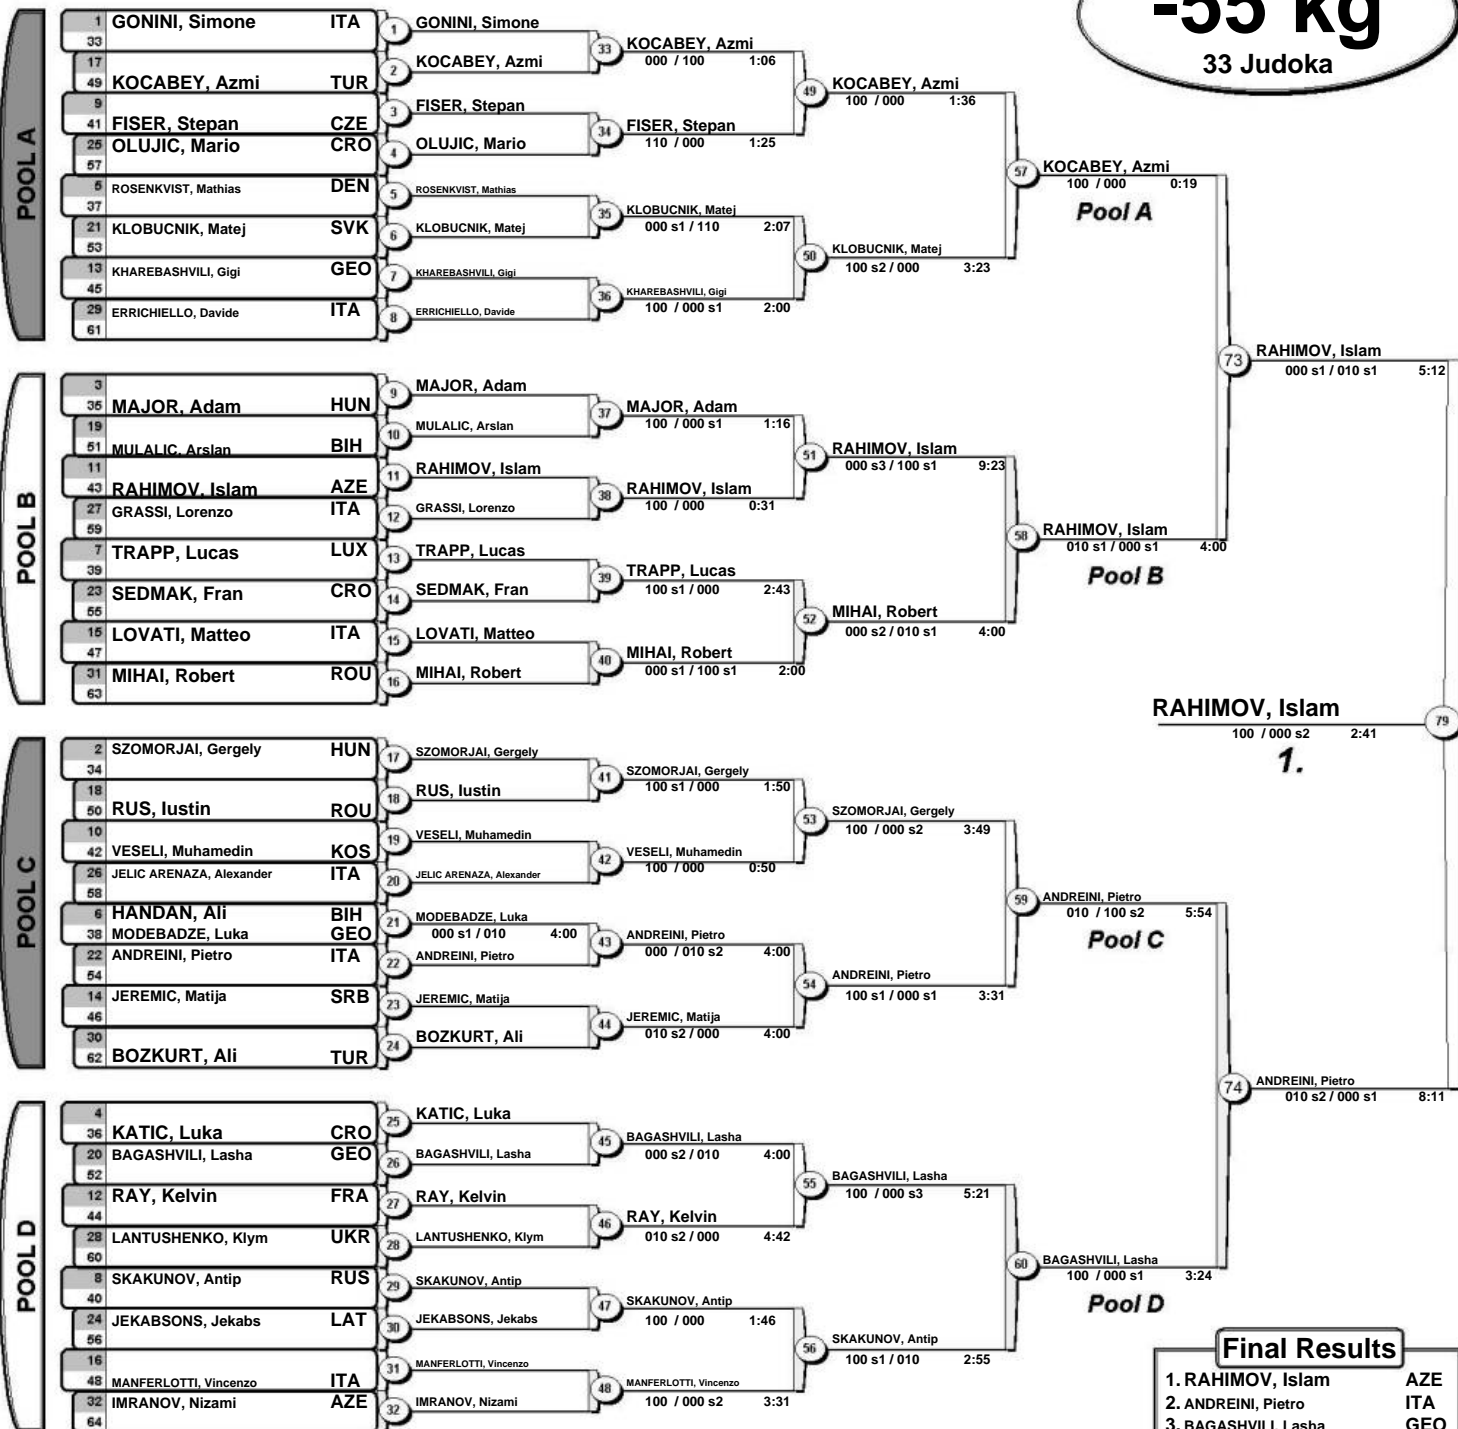 -55 kg
33 Judoka
POOL A
1 GONINI, Simone ITA
33
17
49 KOCABEY, Azmi TUR
9
41 FISER, Stepan CZE
25 OLUJIC, Mario CRO
57
5 ROSENKVIST, Mathias DEN
37
21 KLOBUCNIK, Matej SVK
53
13 KHAREBASHVILI, Gigi GEO
45
29 ERRICHIELLO, Davide ITA
61
1 GONINI, Simone
2 KOCABEY, Azmi
3 FISER, Stepan
4 OLUJIC, Mario
5 ROSENKVIST, Mathias
6 KLOBUCNIK, Matej
7 KHAREBASHVILI, Gigi
8 ERRICHIELLO, Davide
33 KOCABEY, Azmi
000 / 100 1:06
34 FISER, Stepan
110 / 000 1:25
35 KLOBUCNIK, Matej
000 s1 / 110 2:07
36 KHAREBASHVILI, Gigi
100 / 000 s1 2:00
49 KOCABEY, Azmi
100 / 000 1:36
50 KLOBUCNIK, Matej
100 s2 / 000 3:23
57 KOCABEY, Azmi
100 / 000 0:19
Pool A
POOL B
3
35 MAJOR, Adam HUN
19
51 MULALIC, Arslan BIH
11
43 RAHIMOV, Islam AZE
27 GRASSI, Lorenzo ITA
59
7 TRAPP, Lucas LUX
39
23 SEDMAK, Fran CRO
55
15 LOVATI, Matteo ITA
47
31 MIHAI, Robert ROU
63
9 MAJOR, Adam
10 MULALIC, Arslan
11 RAHIMOV, Islam
12 GRASSI, Lorenzo
13 TRAPP, Lucas
14 SEDMAK, Fran
15 LOVATI, Matteo
16 MIHAI, Robert
37 MAJOR, Adam
100 / 000 s1 1:16
38 RAHIMOV, Islam
100 / 000 0:31
39 TRAPP, Lucas
100 s1 / 000 2:43
40 MIHAI, Robert
000 s1 / 100 s1 2:00
51 RAHIMOV, Islam
000 s3 / 100 s1 9:23
52 MIHAI, Robert
000 s2 / 010 s1 4:00
58 RAHIMOV, Islam
010 s1 / 000 s1 4:00
Pool B
73 RAHIMOV, Islam
000 s1 / 010 s1 5:12
RAHIMOV, Islam 79
100 / 000 s2 2:41
1.
POOL C
2 SZOMORJAI, Gergely HUN
34
18
50 RUS, Iustin ROU
10
42 VESELI, Muhamedin KOS
26 JELIC ARENAZA, Alexander ITA
58
6 HANDAN, Ali BIH
38 MODEBADZE, Luka GEO
22 ANDREINI, Pietro ITA
54
14 JEREMIC, Matija SRB
46
30
62 BOZKURT, Ali TUR
17 SZOMORJAI, Gergely
18 RUS, Iustin
19 VESELI, Muhamedin
20 JELIC ARENAZA, Alexander
21 MODEBADZE, Luka
000 s1 / 010 4:00
22 ANDREINI, Pietro
23 JEREMIC, Matija
24 BOZKURT, Ali
41 SZOMORJAI, Gergely
100 s1 / 000 1:50
42 VESELI, Muhamedin
100 / 000 0:50
43 ANDREINI, Pietro
000 / 010 s2 4:00
44 JEREMIC, Matija
010 s2 / 000 4:00
53 SZOMORJAI, Gergely
100 / 000 s2 3:49
54 ANDREINI, Pietro
100 s1 / 000 s1 3:31
59 ANDREINI, Pietro
010 / 100 s2 5:54
Pool C
POOL D
4
36 KATIC, Luka CRO
20 BAGASHVILI, Lasha GEO
52
12 RAY, Kelvin FRA
44
28 LANTUSHENKO, Klym UKR
60
8 SKAKUNOV, Antip RUS
40
24 JEKABSONS, Jekabs LAT
56
16
48 MANFERLOTTI, Vincenzo ITA
32 IMRANOV, Nizami AZE
64
25 KATIC, Luka
26 BAGASHVILI, Lasha
27 RAY, Kelvin
28 LANTUSHENKO, Klym
29 SKAKUNOV, Antip
30 JEKABSONS, Jekabs
31 MANFERLOTTI, Vincenzo
32 IMRANOV, Nizami
45 BAGASHVILI, Lasha
000 s2 / 010 4:00
46 RAY, Kelvin
010 s2 / 000 4:42
47 SKAKUNOV, Antip
100 / 000 1:46
48 MANFERLOTTI, Vincenzo
100 / 000 s2 3:31
55 BAGASHVILI, Lasha
100 / 000 s3 5:21
56 SKAKUNOV, Antip
100 s1 / 010 2:55
60 BAGASHVILI, Lasha
100 / 000 s1 3:24
Pool D
74 ANDREINI, Pietro
010 s2 / 000 s1 8:11
Final Results
1. RAHIMOV, Islam AZE
2. ANDREINI, Pietro ITA
3. BAGASHVILI, Lasha GEO